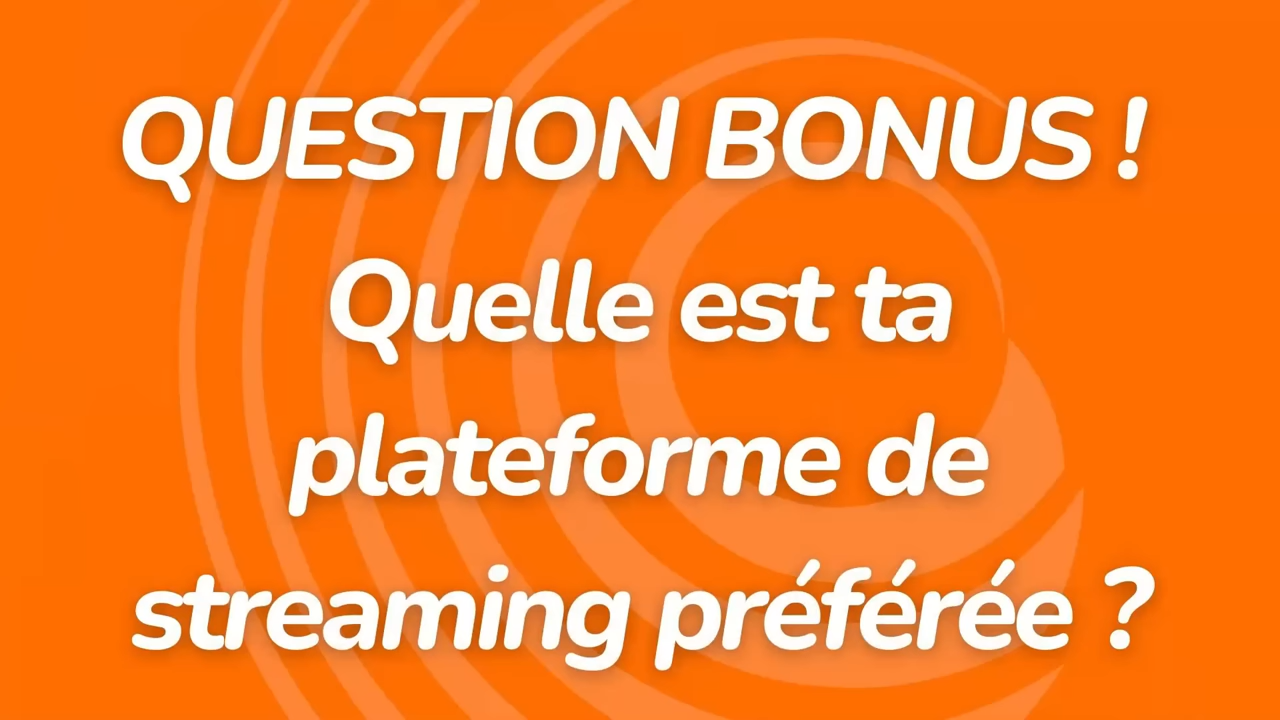 QUESTION BONUS !
Quelle est ta
plateforme de
streaming préférée ?